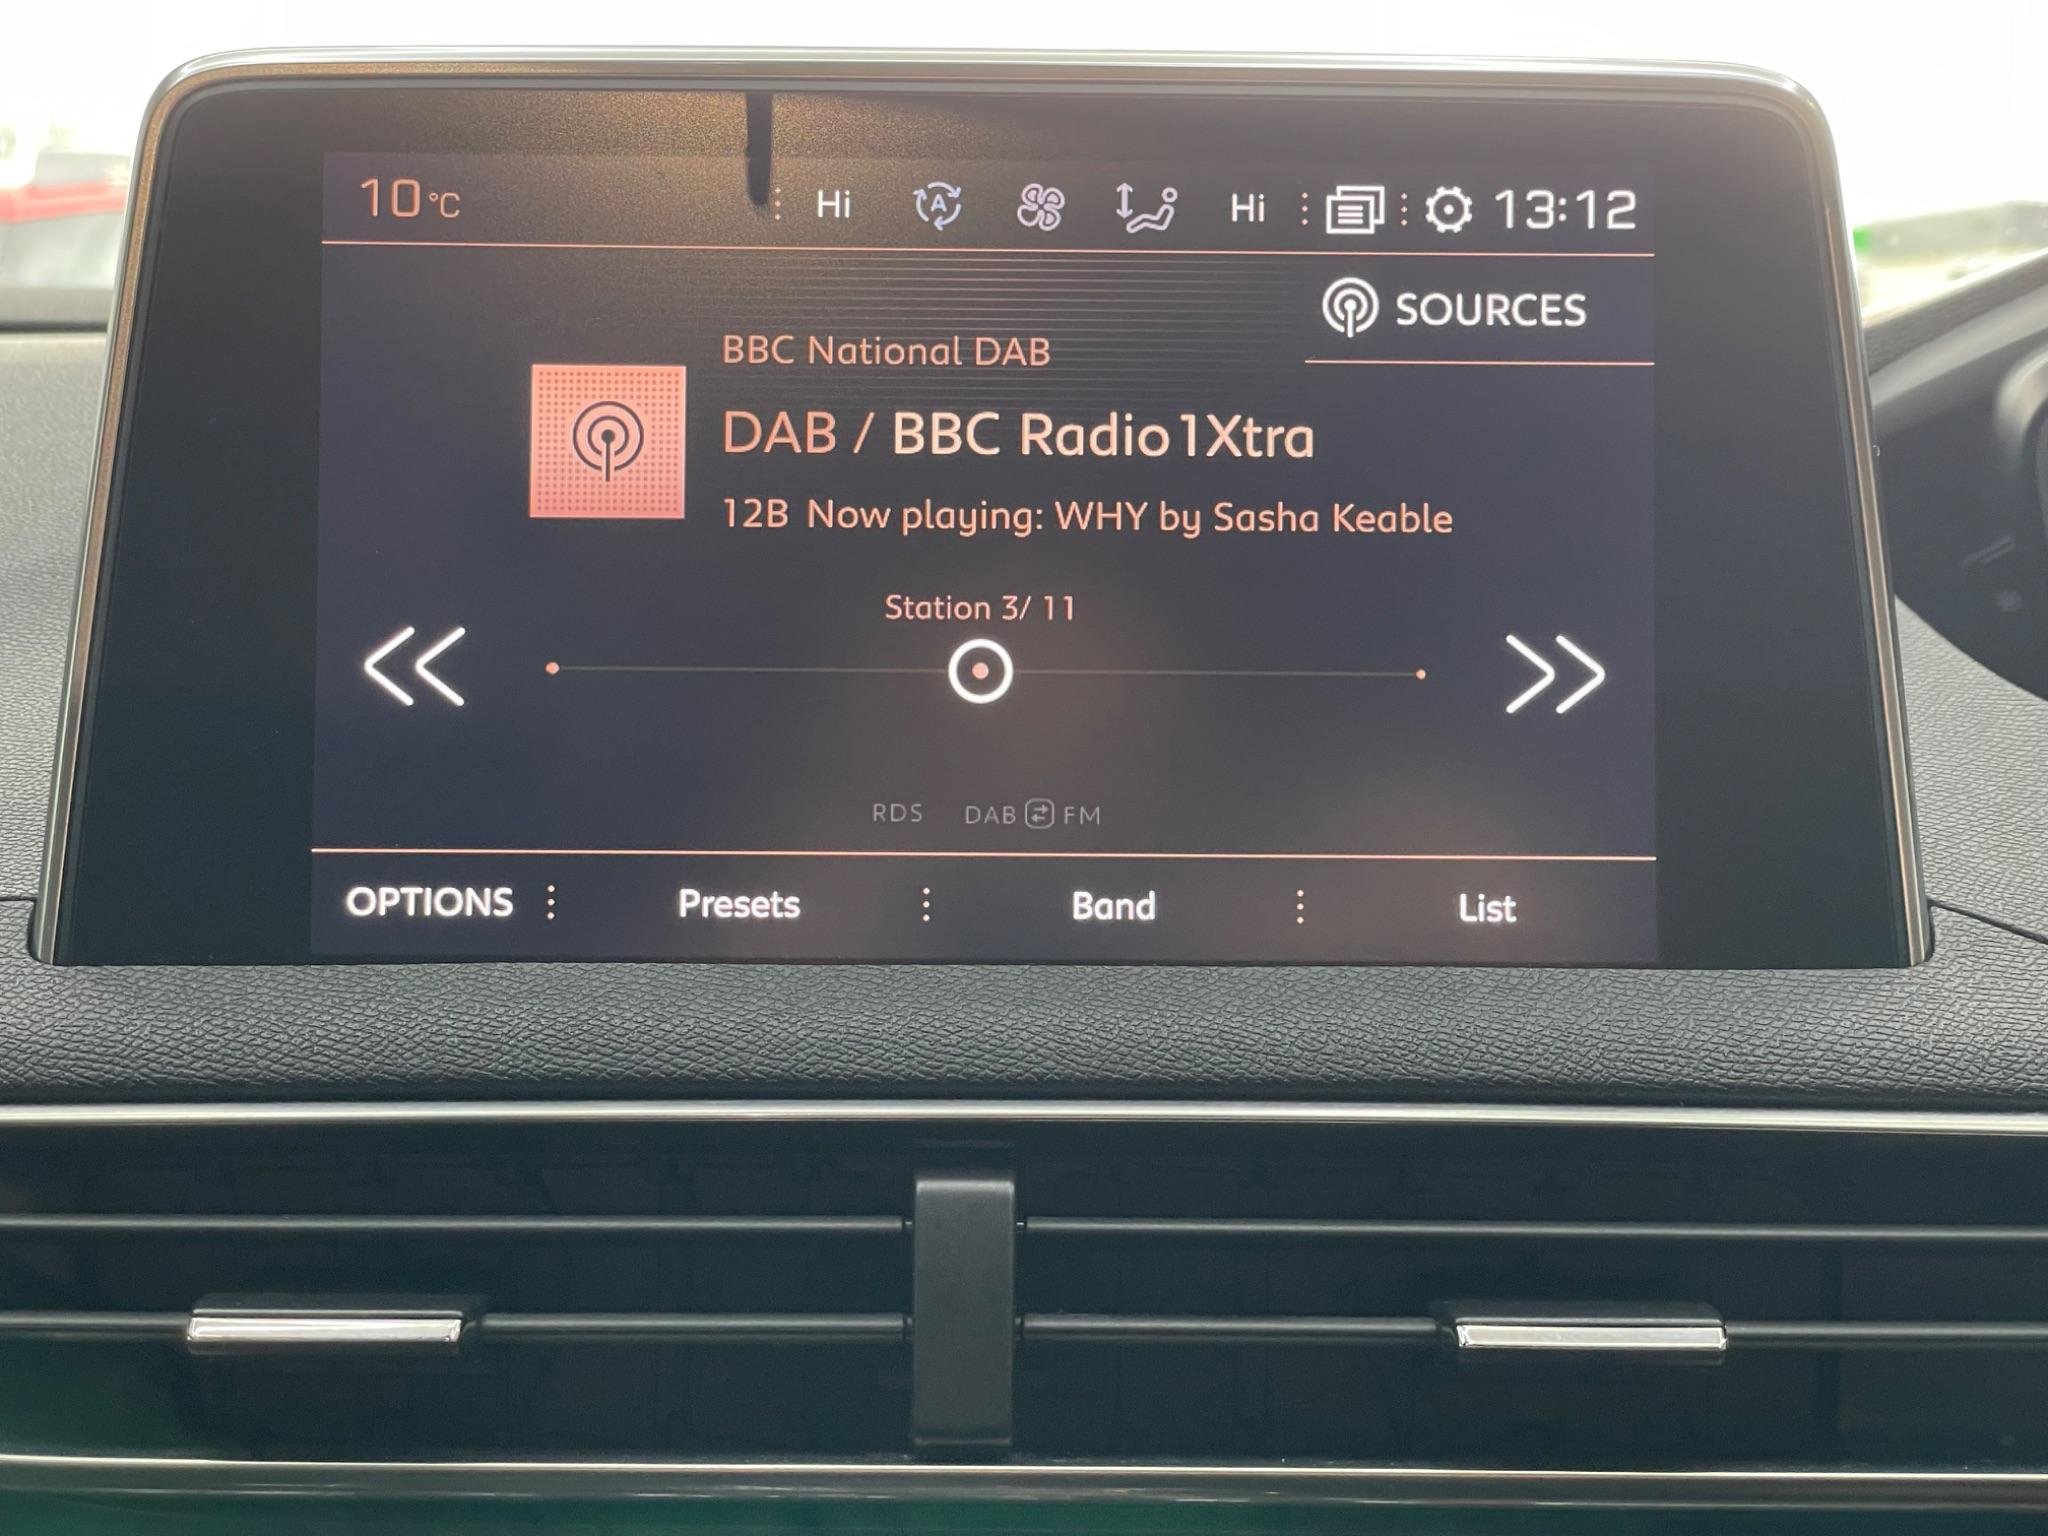 10 °C Hi A Hi 13:12
SOURCES
BBC National DAB
DAB / BBC Radio 1Xtra
12B Now playing: WHY by Sasha Keable
Station 3/ 11
RDS DAB FM
OPTIONS Presets Band List